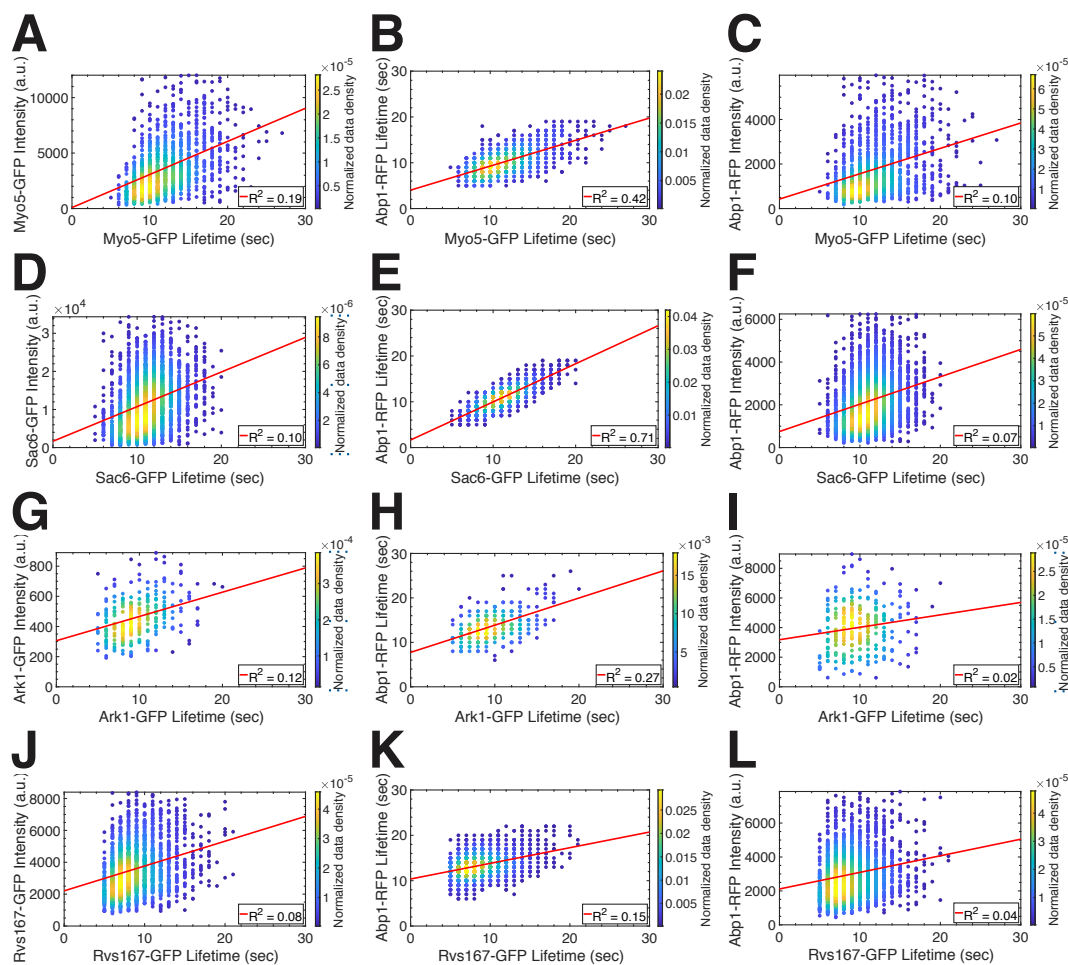 A
Myo5-GFP Intensity (a.u.)
10000
5000
0
0 10 20 30
Myo5-GFP Lifetime (sec)
R² = 0.19
×10⁻⁵
2.5
2
1.5
1
0.5
Normalized data density
B
Abp1-RFP Lifetime (sec)
30
20
10
0
0 10 20 30
Myo5-GFP Lifetime (sec)
R² = 0.42
0.02
0.015
0.01
0.005
Normalized data density
C
Abp1-RFP Intensity (a.u.)
4000
2000
0
0 10 20 30
Myo5-GFP Lifetime (sec)
R² = 0.10
×10⁻⁵
6
5
4
3
2
1
Normalized data density
D
Sac6-GFP Intensity (a.u.)
×10⁴
3
2
1
0
0 10 20 30
Sac6-GFP Lifetime (sec)
R² = 0.10
×10⁻⁶
8
6
4
2
Normalized data density
E
Abp1-RFP Lifetime (sec)
30
20
10
0
0 10 20 30
Sac6-GFP Lifetime (sec)
R² = 0.71
0.04
0.03
0.02
0.01
Normalized data density
F
Abp1-RFP Intensity (a.u.)
6000
4000
2000
0
0 10 20 30
Sac6-GFP Lifetime (sec)
R² = 0.07
×10⁻⁵
5
4
3
2
1
Normalized data density
G
Ark1-GFP Intensity (a.u.)
800
600
400
200
0
0 10 20 30
Ark1-GFP Lifetime (sec)
R² = 0.12
×10⁻⁴
3
2
1
Normalized data density
H
Abp1-RFP Lifetime (sec)
30
20
10
0
0 10 20 30
Ark1-GFP Lifetime (sec)
R² = 0.27
×10⁻³
15
10
5
Normalized data density
I
Abp1-RFP Intensity (a.u.)
8000
6000
4000
2000
0
0 10 20 30
Ark1-GFP Lifetime (sec)
R² = 0.02
×10⁻⁵
2.5
2
1.5
1
0.5
Normalized data density
J
Rvs167-GFP Intensity (a.u.)
8000
6000
4000
2000
0
0 10 20 30
Rvs167-GFP Lifetime (sec)
R² = 0.08
×10⁻⁵
4
3
2
1
Normalized data density
K
Abp1-RFP Lifetime (sec)
30
20
10
0
0 10 20 30
Rvs167-GFP Lifetime (sec)
R² = 0.15
0.025
0.02
0.015
0.01
0.005
Normalized data density
L
Abp1-RFP Intensity (a.u.)
6000
4000
2000
0
0 10 20 30
Rvs167-GFP Lifetime (sec)
R² = 0.04
×10⁻⁵
4
3
2
1
Normalized data density